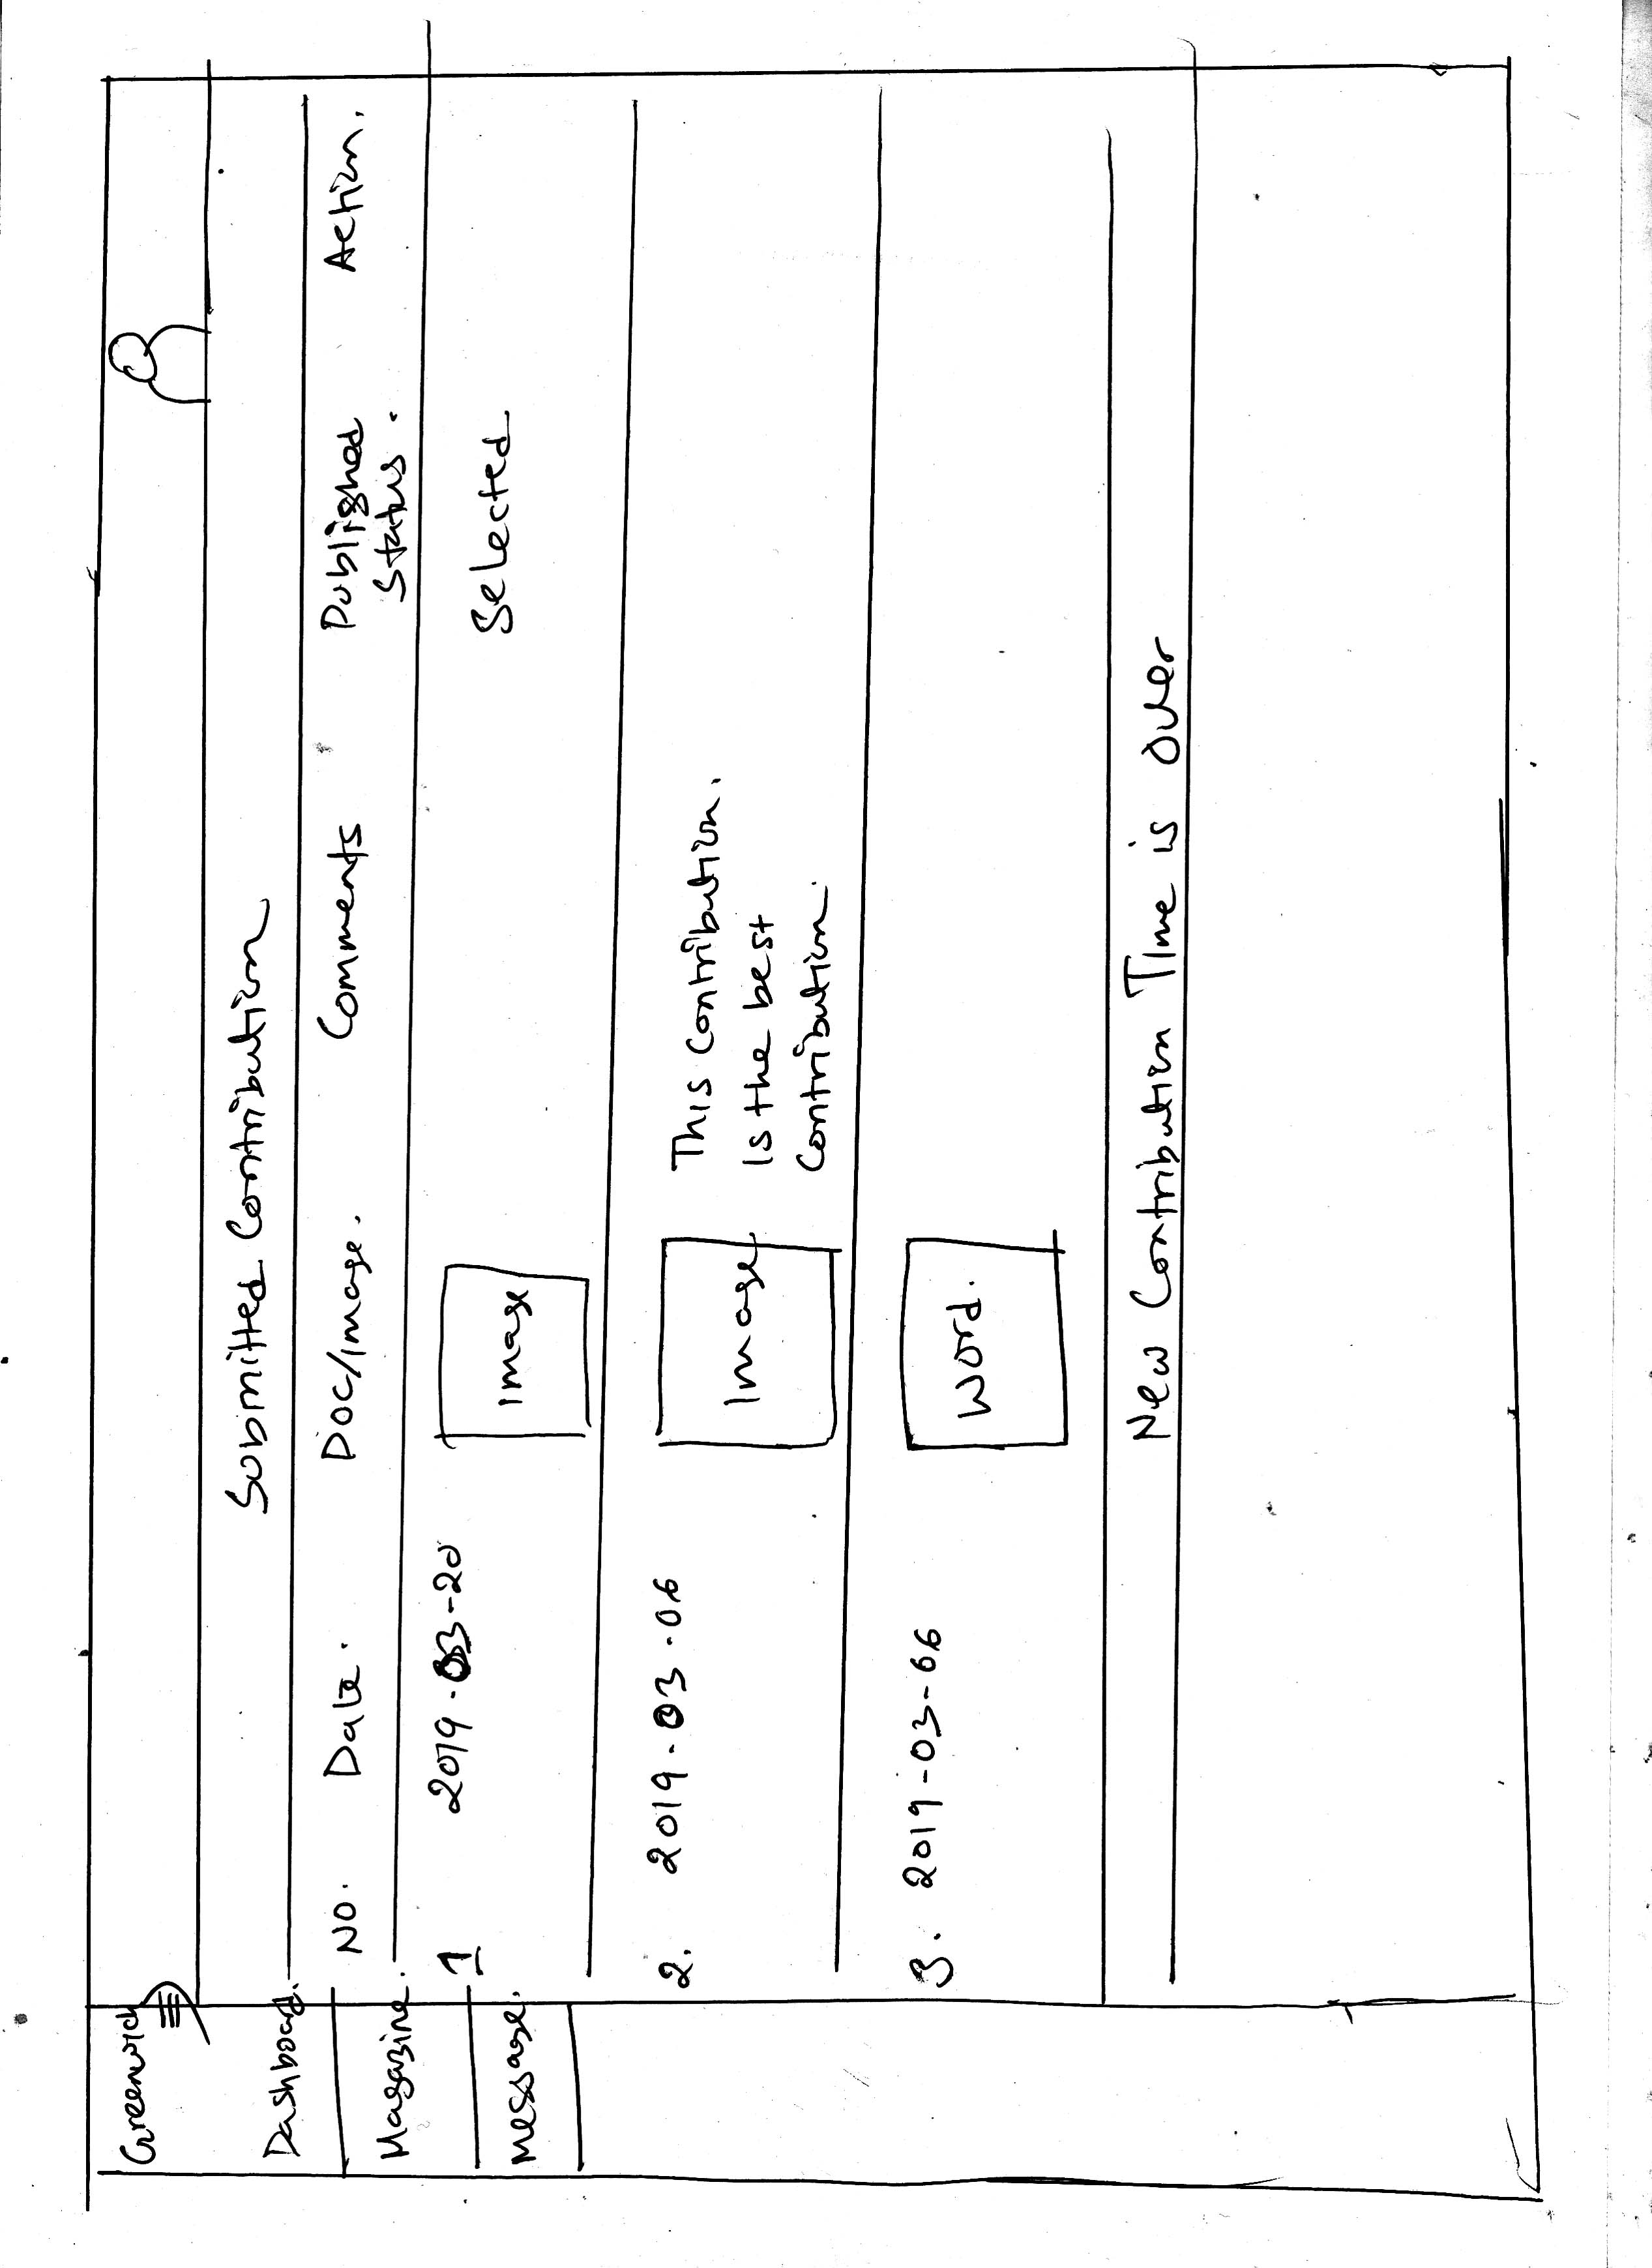 Greenwich
Dashboard.
Magazine.
Message.
Submitted Contribution
NO. Date. Doc/image. Comments Published Status. Action.
1 2019-03-20 Image Selected
2. 2019-03-06 Image This Contribution. Is the best Contribution.
3. 2019-03-06 Word.
New Contribution Time is Over